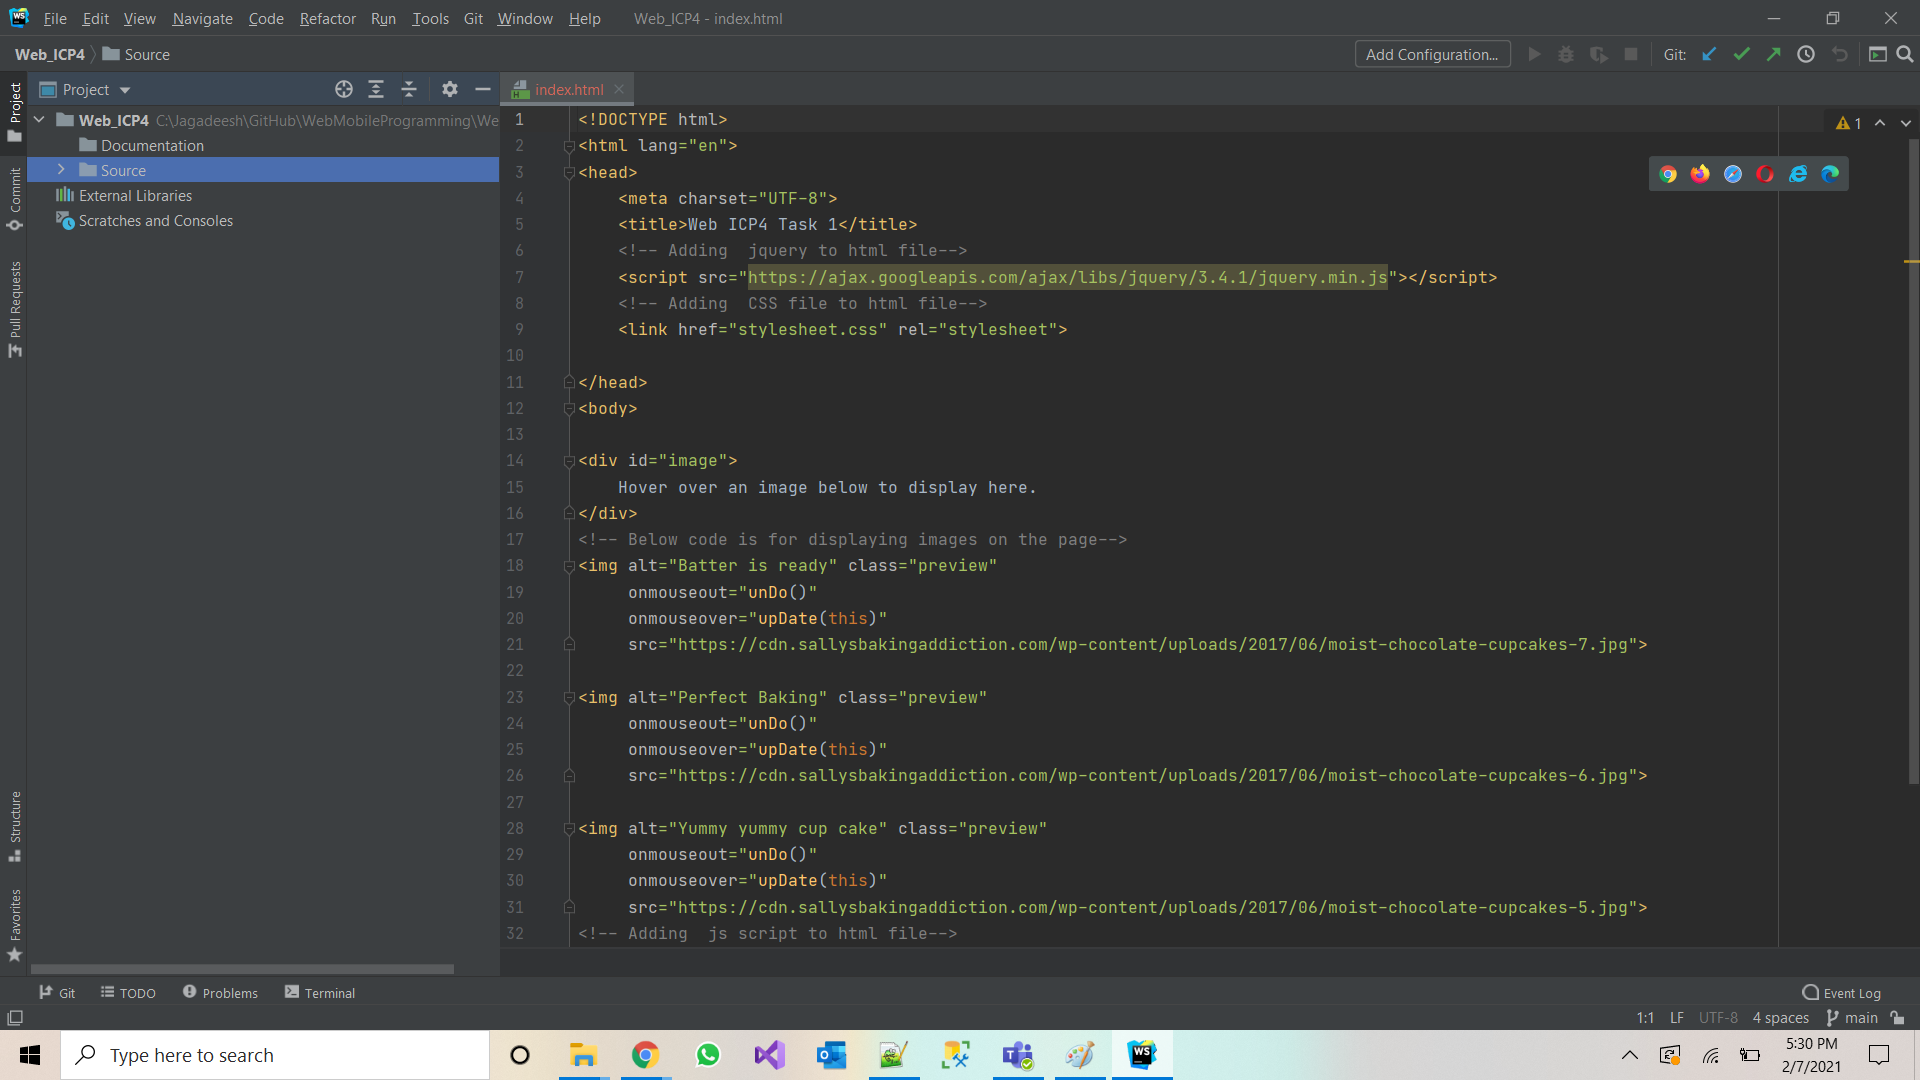 WS File Edit View Navigate Code Refactor Run Tools Git Window Help Web_ICP4 - index.html
Web_ICP4 Source Add Configuration... Git:
Project index.html
Web_ICP4 C:\Jagadeesh\GitHub\WebMobileProgramming\We
Documentation
Source
External Libraries
Scratches and Consoles
Project
Commit
Pull Requests
Structure
Favorites
1 <!DOCTYPE html>
2 <html lang="en">
3 <head>
4 <meta charset="UTF-8">
5 <title>Web ICP4 Task 1</title>
6 <!-- Adding  jquery to html file-->
7 <script src="https://ajax.googleapis.com/ajax/libs/jquery/3.4.1/jquery.min.js"></script>
8 <!-- Adding  CSS file to html file-->
9 <link href="stylesheet.css" rel="stylesheet">
10
11 </head>
12 <body>
13
14 <div id="image">
15 Hover over an image below to display here.
16 </div>
17 <!-- Below code is for displaying images on the page-->
18 <img alt="Batter is ready" class="preview"
19 onmouseout="unDo()"
20 onmouseover="upDate(this)"
21 src="https://cdn.sallysbakingaddiction.com/wp-content/uploads/2017/06/moist-chocolate-cupcakes-7.jpg">
22
23 <img alt="Perfect Baking" class="preview"
24 onmouseout="unDo()"
25 onmouseover="upDate(this)"
26 src="https://cdn.sallysbakingaddiction.com/wp-content/uploads/2017/06/moist-chocolate-cupcakes-6.jpg">
27
28 <img alt="Yummy yummy cup cake" class="preview"
29 onmouseout="unDo()"
30 onmouseover="upDate(this)"
31 src="https://cdn.sallysbakingaddiction.com/wp-content/uploads/2017/06/moist-chocolate-cupcakes-5.jpg">
32 <!-- Adding  js script to html file-->
1
Git TODO Problems Terminal Event Log
1:1 LF UTF-8 4 spaces main
Type here to search WS 5:30 PM
2/7/2021